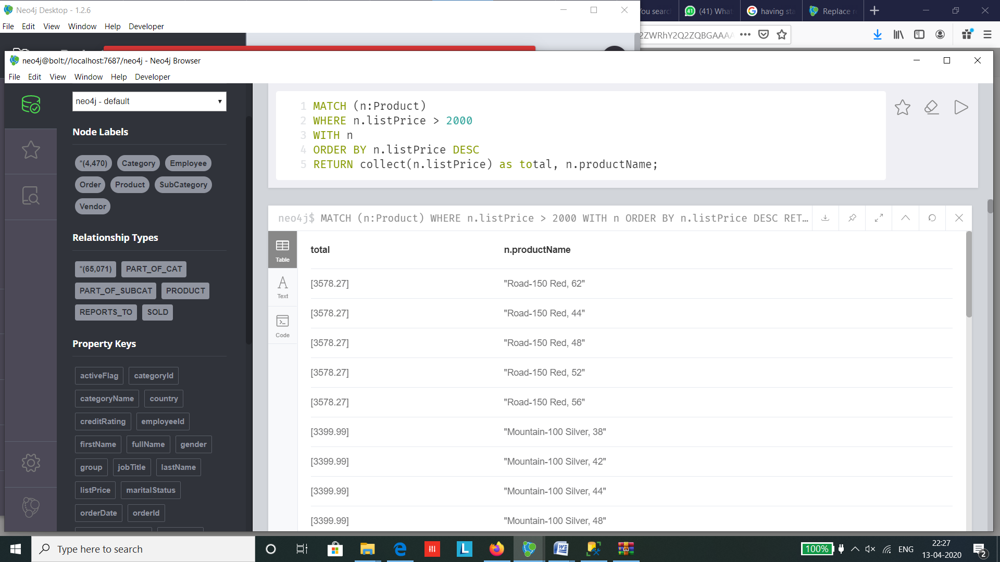 Neo4j Desktop - 1.2.6
File Edit View Window Help Developer
(41) What
having sta
Replace r
2ZWRhY2Q2ZQBGAAAA
neo4j@bolt://localhost:7687/neo4j - Neo4j Browser
File Edit View Window Help Developer
neo4j - default
Node Labels
*(4,470) Category Employee
Order Product SubCategory
Vendor
Relationship Types
*(65,071) PART_OF_CAT
PART_OF_SUBCAT PRODUCT
REPORTS_TO SOLD
Property Keys
activeFlag categoryId
categoryName country
creditRating employeeId
firstName fullName gender
group jobTitle lastName
listPrice maritalStatus
orderDate orderId
1 MATCH (n:Product)
2 WHERE n.listPrice > 2000
3 WITH n
4 ORDER BY n.listPrice DESC
5 RETURN collect(n.listPrice) as total, n.productName;
neo4j$ MATCH (n:Product) WHERE n.listPrice > 2000 WITH n ORDER BY n.listPrice DESC RET…
Table
Text
Code
total n.productName
[3578.27] "Road-150 Red, 62"
[3578.27] "Road-150 Red, 44"
[3578.27] "Road-150 Red, 48"
[3578.27] "Road-150 Red, 52"
[3578.27] "Road-150 Red, 56"
[3399.99] "Mountain-100 Silver, 38"
[3399.99] "Mountain-100 Silver, 42"
[3399.99] "Mountain-100 Silver, 44"
[3399.99] "Mountain-100 Silver, 48"
Type here to search
100%
ENG
22:27
13-04-2020
2